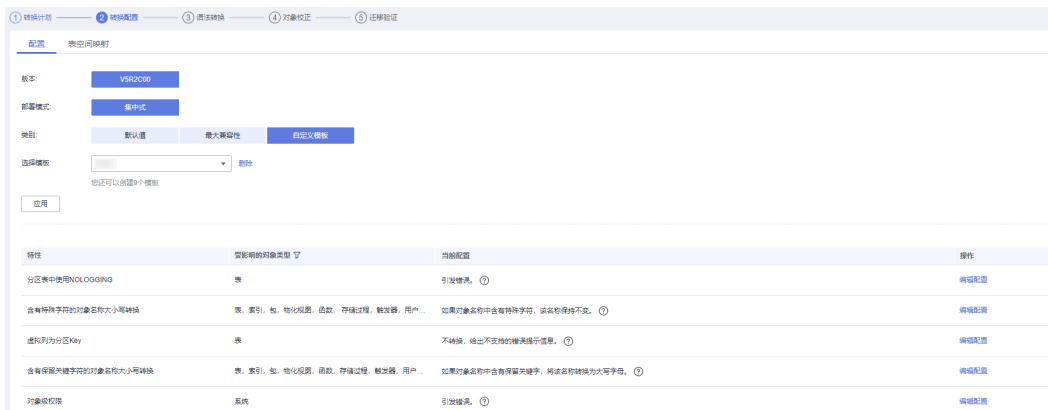 1 转换计划 2 转换配置 3 语法转换 4 对象校正 5 迁移验证
配置 表空间映射
版本: V5R2C00
部署模式: 集中式
类别: 默认值 最大兼容性 自定义模板
选择模板: 删除
您还可以创建9个模板
应用
特性 受影响的对象类型 当前配置 操作
分区表中使用NOLOGGING 表 引发错误。 编辑配置
含有特殊字符的对象名称大小写转换 表、索引、包、物化视图、函数、存储过程、触发器、用户... 如果对象名称中含有特殊字符,该名称保持不变。 编辑配置
虚拟列为分区Key 表 不转换,给出不支持的错误提示信息。 编辑配置
含有保留关键字符的对象名称大小写转换 表、索引、包、物化视图、函数、存储过程、触发器、用户... 如果对象名称中含有保留关键字,将该名称转换为大写字母。 编辑配置
对象级权限 系统 引发错误。 编辑配置